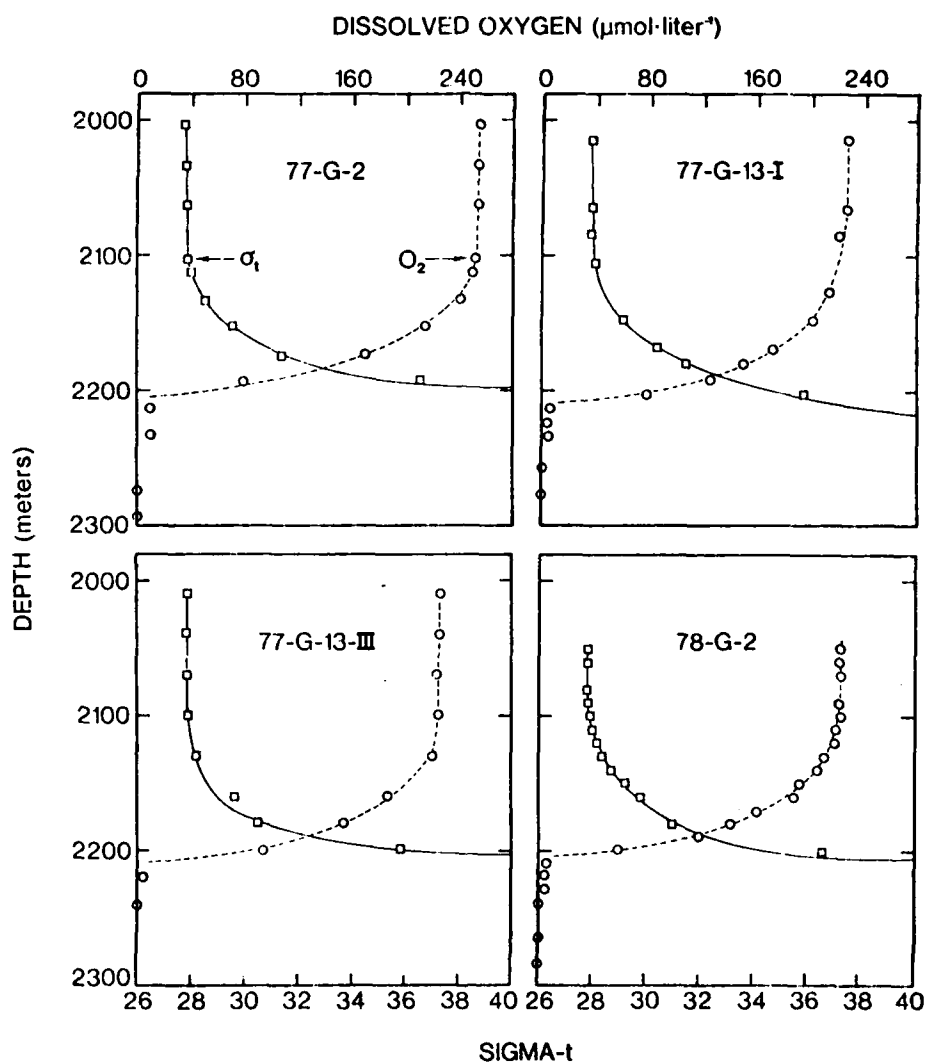 DISSOLVED OXYGEN (µmol·liter⁻¹)
0 80 160 240 0 80 160 240
2000
77-G-2 77-G-13-I
2100
σt O2
2200
2300
DEPTH (meters)
2000
77-G-13-III 78-G-2
2100
2200
2300
26 28 30 32 34 36 38 40 26 28 30 32 34 36 38 40
SIGMA-t